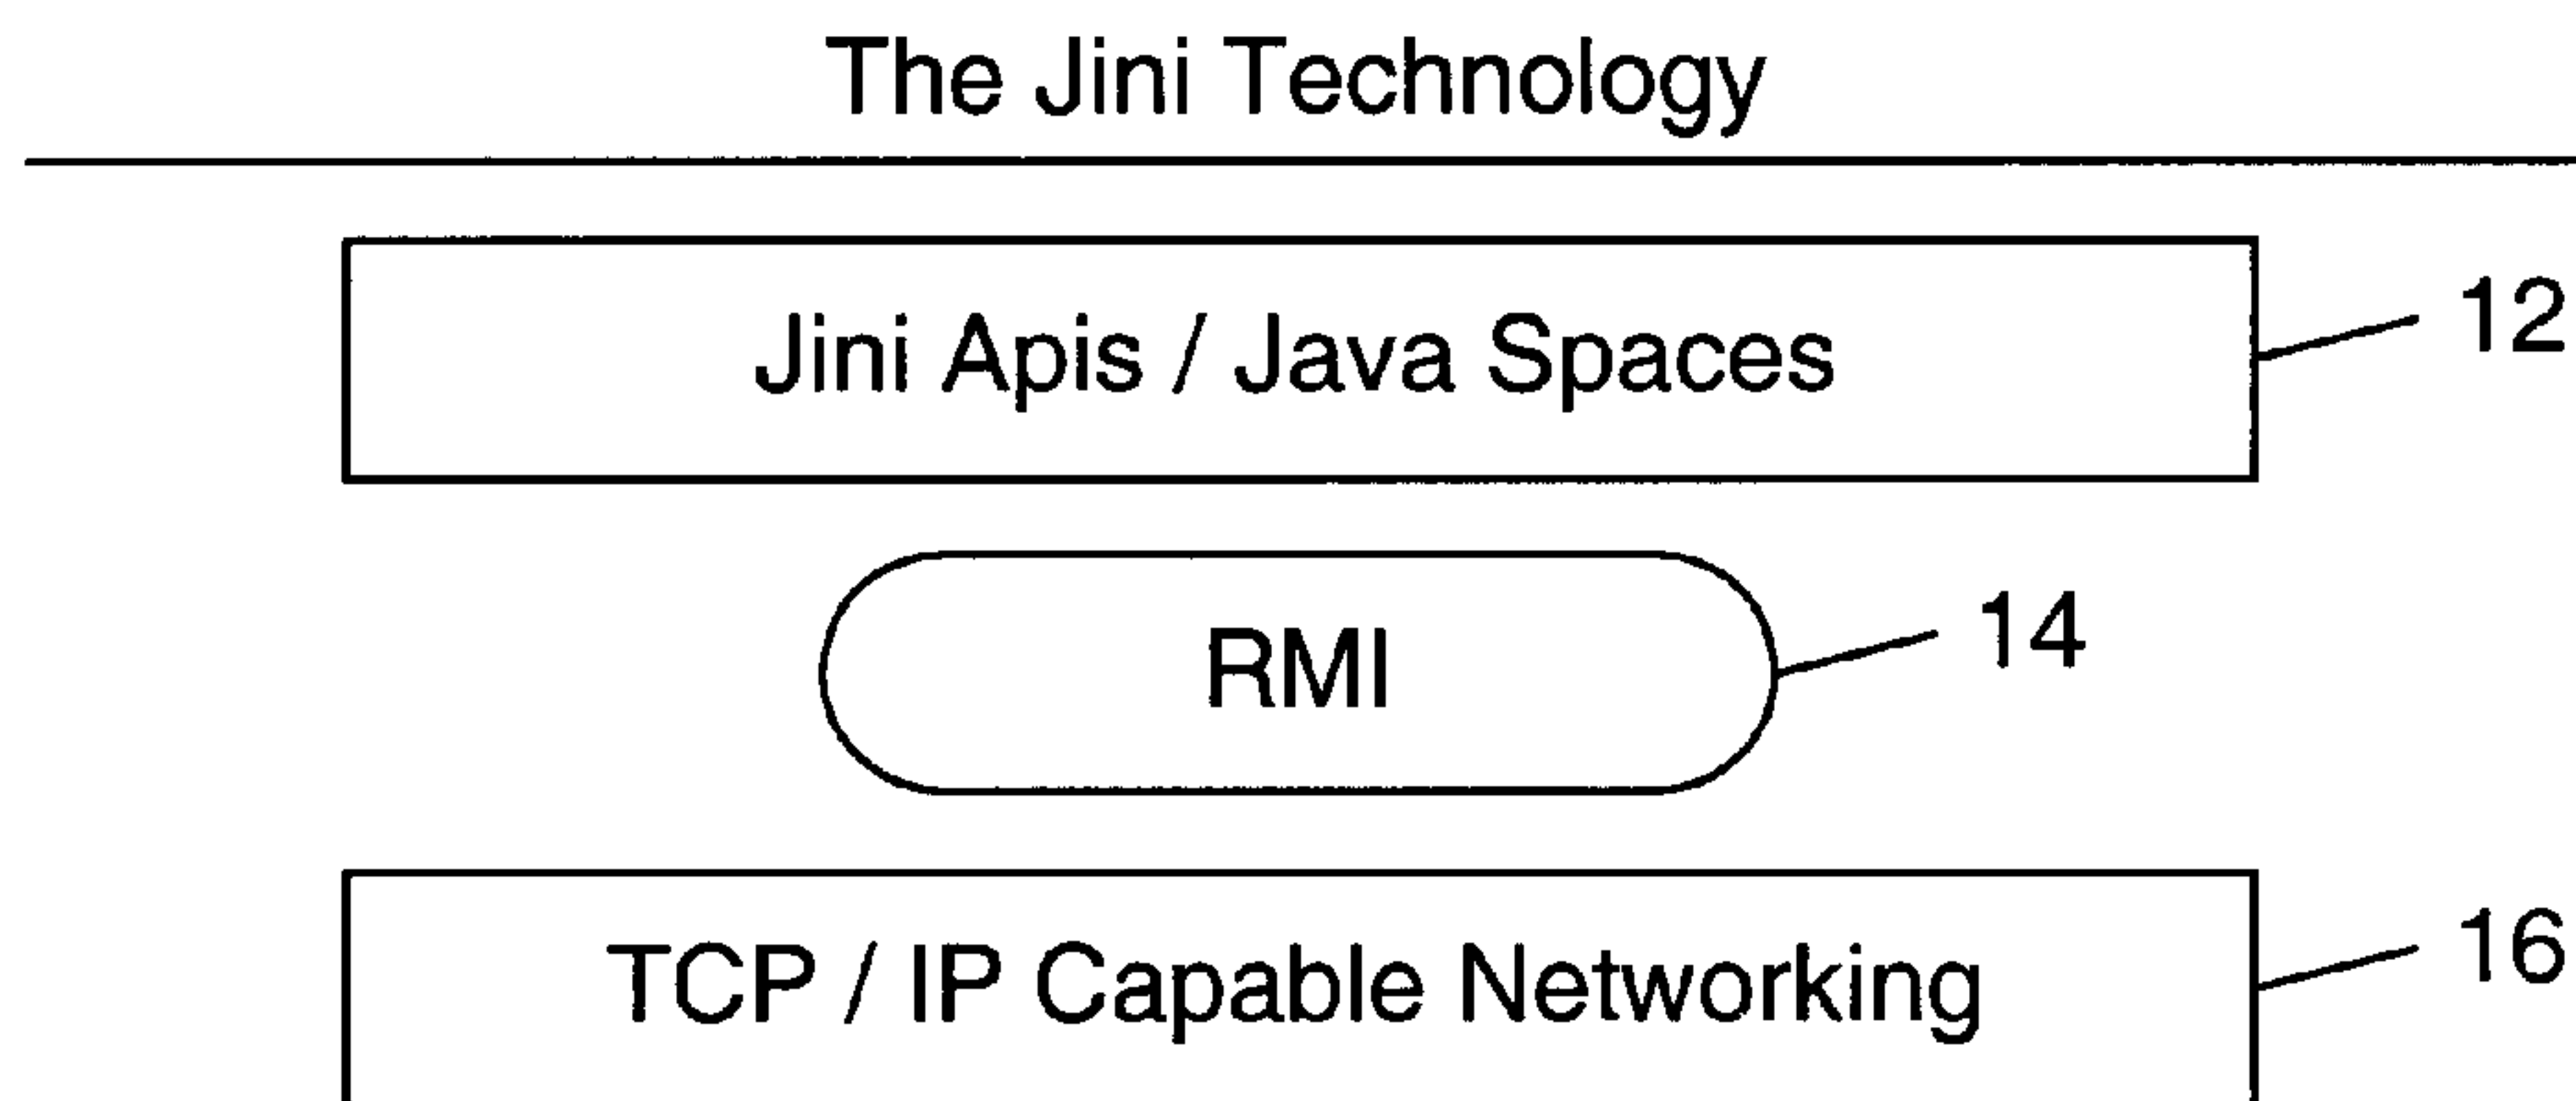 The Jini Technology
Jini Apis / Java Spaces
12
RMI
14
TCP / IP Capable Networking
16